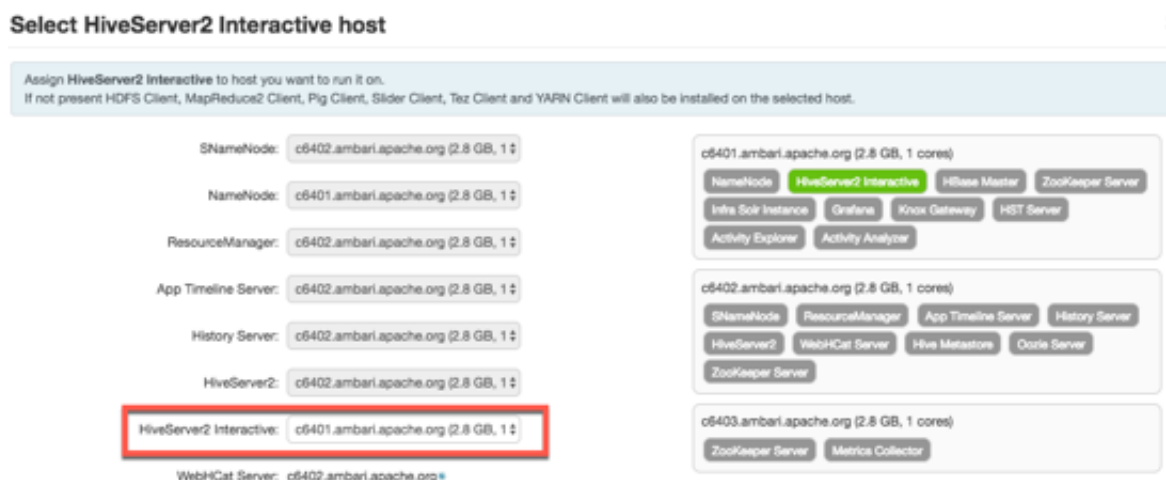 Select HiveServer2 Interactive host
Assign HiveServer2 Interactive to host you want to run it on.
If not present HDFS Client, MapReduce2 Client, Pig Client, Slider Client, Tez Client and YARN Client will also be installed on the selected host.
SNameNode: c6402.ambari.apache.org (2.8 GB, 1
NameNode: c6401.ambari.apache.org (2.8 GB, 1
ResourceManager: c6402.ambari.apache.org (2.8 GB, 1
App Timeline Server: c6402.ambari.apache.org (2.8 GB, 1
History Server: c6402.ambari.apache.org (2.8 GB, 1
HiveServer2: c6402.ambari.apache.org (2.8 GB, 1
HiveServer2 Interactive: c6401.ambari.apache.org (2.8 GB, 1
WebHCat Server: c6402.ambari.apache.org
c6401.ambari.apache.org (2.8 GB, 1 cores)
NameNode HiveServer2 Interactive HBase Master ZooKeeper Server
Infra Solr Instance Grafana Knox Gateway HST Server
Activity Explorer Activity Analyzer
c6402.ambari.apache.org (2.8 GB, 1 cores)
SNameNode ResourceManager App Timeline Server History Server
HiveServer2 WebHCat Server Hive Metastore Oozie Server
ZooKeeper Server
c6403.ambari.apache.org (2.8 GB, 1 cores)
ZooKeeper Server Metrics Collector